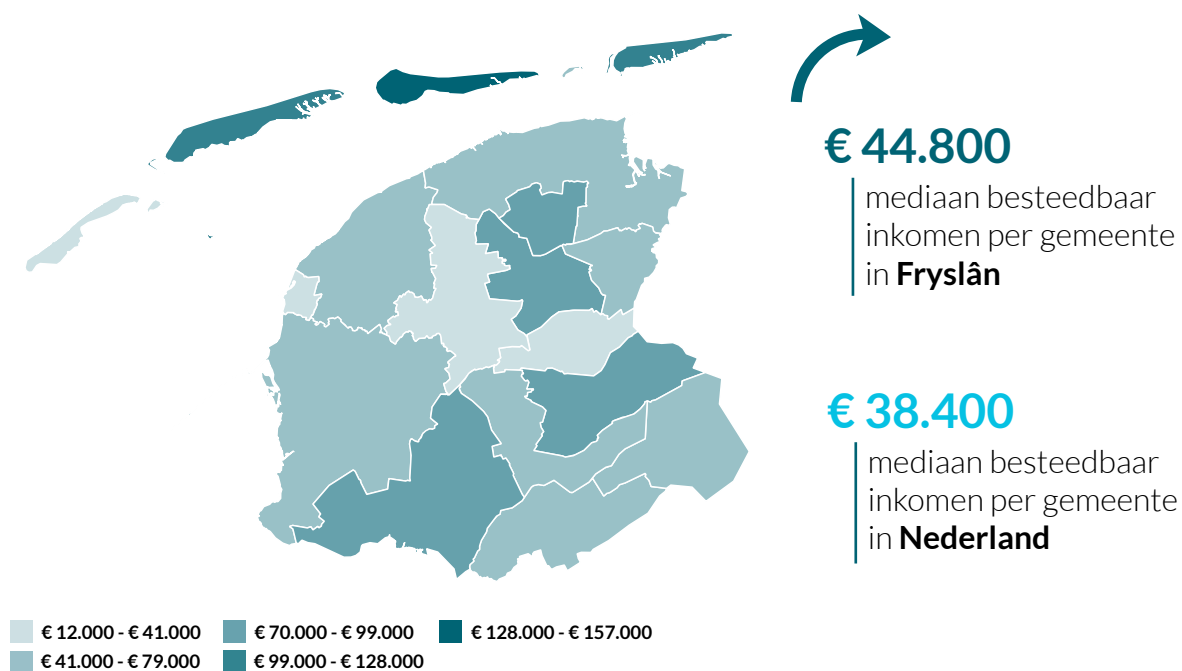 € 44.800
mediaan besteedbaar
inkomen per gemeente
in Fryslân
€ 38.400
mediaan besteedbaar
inkomen per gemeente
in Nederland
€ 12.000 - € 41.000
€ 41.000 - € 79.000
€ 70.000 - € 99.000
€ 99.000 - € 128.000
€ 128.000 - € 157.000